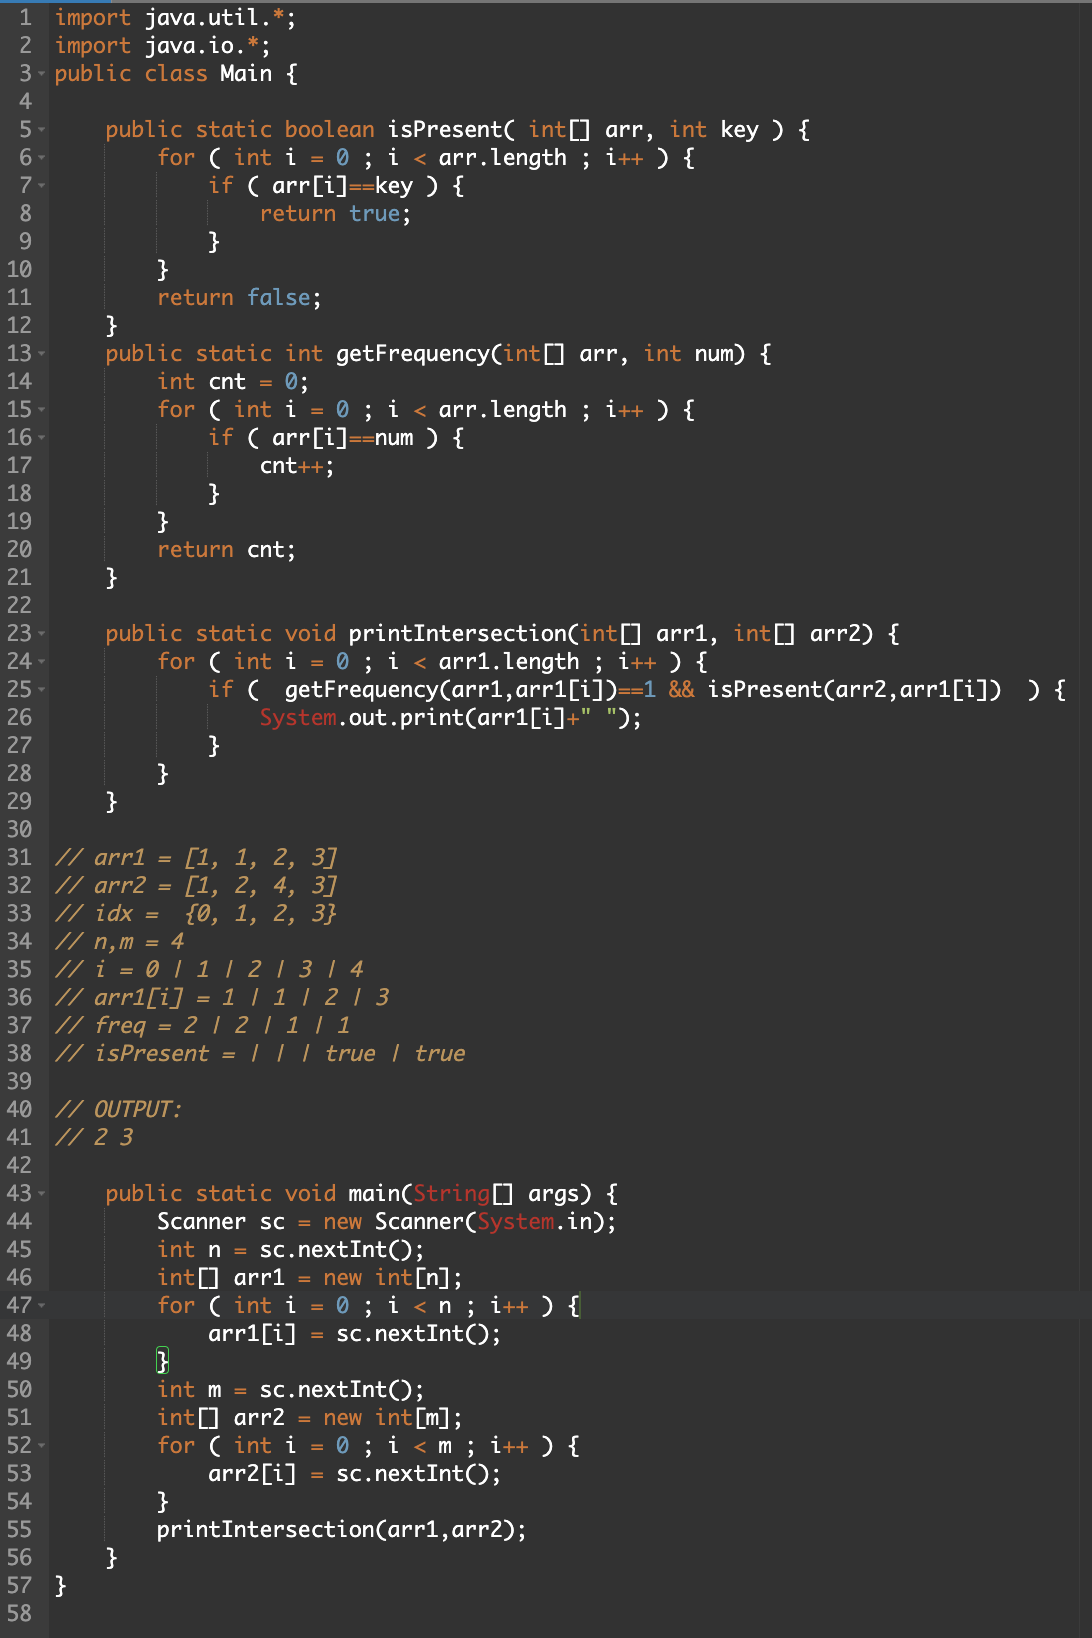 1 import java.util.*;
2 import java.io.*;
3 public class Main {
4
5     public static boolean isPresent( int[] arr, int key ) {
6         for ( int i = 0 ; i < arr.length ; i++ ) {
7             if ( arr[i]==key ) {
8                 return true;
9             }
10         }
11         return false;
12     }
13     public static int getFrequency(int[] arr, int num) {
14         int cnt = 0;
15         for ( int i = 0 ; i < arr.length ; i++ ) {
16             if ( arr[i]==num ) {
17                 cnt++;
18             }
19         }
20         return cnt;
21     }
22
23     public static void printIntersection(int[] arr1, int[] arr2) {
24         for ( int i = 0 ; i < arr1.length ; i++ ) {
25             if (  getFrequency(arr1,arr1[i])==1 && isPresent(arr2,arr1[i])  ) {
26                 System.out.print(arr1[i]+" ");
27             }
28         }
29     }
30
31 // arr1 = [1, 1, 2, 3]
32 // arr2 = [1, 2, 4, 3]
33 // idx =  {0, 1, 2, 3}
34 // n,m = 4
35 // i = 0 | 1 | 2 | 3 | 4
36 // arr1[i] = 1 | 1 | 2 | 3
37 // freq = 2 | 2 | 1 | 1
38 // isPresent = | | | true | true
39
40 // OUTPUT:
41 // 2 3
42
43     public static void main(String[] args) {
44         Scanner sc = new Scanner(System.in);
45         int n = sc.nextInt();
46         int[] arr1 = new int[n];
47         for ( int i = 0 ; i < n ; i++ ) {
48             arr1[i] = sc.nextInt();
49         }
50         int m = sc.nextInt();
51         int[] arr2 = new int[m];
52         for ( int i = 0 ; i < m ; i++ ) {
53             arr2[i] = sc.nextInt();
54         }
55         printIntersection(arr1,arr2);
56     }
57 }
58